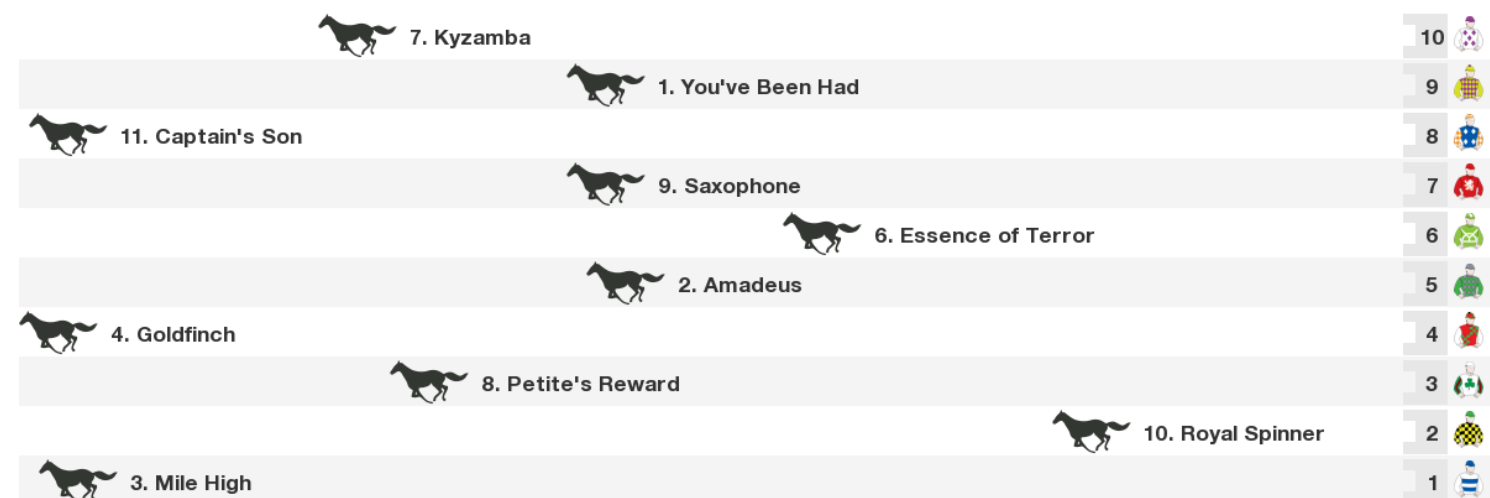 7. Kyzamba 10
1. You've Been Had 9
11. Captain's Son 8
9. Saxophone 7
6. Essence of Terror 6
2. Amadeus 5
4. Goldfinch 4
8. Petite's Reward 3
10. Royal Spinner 2
3. Mile High 1